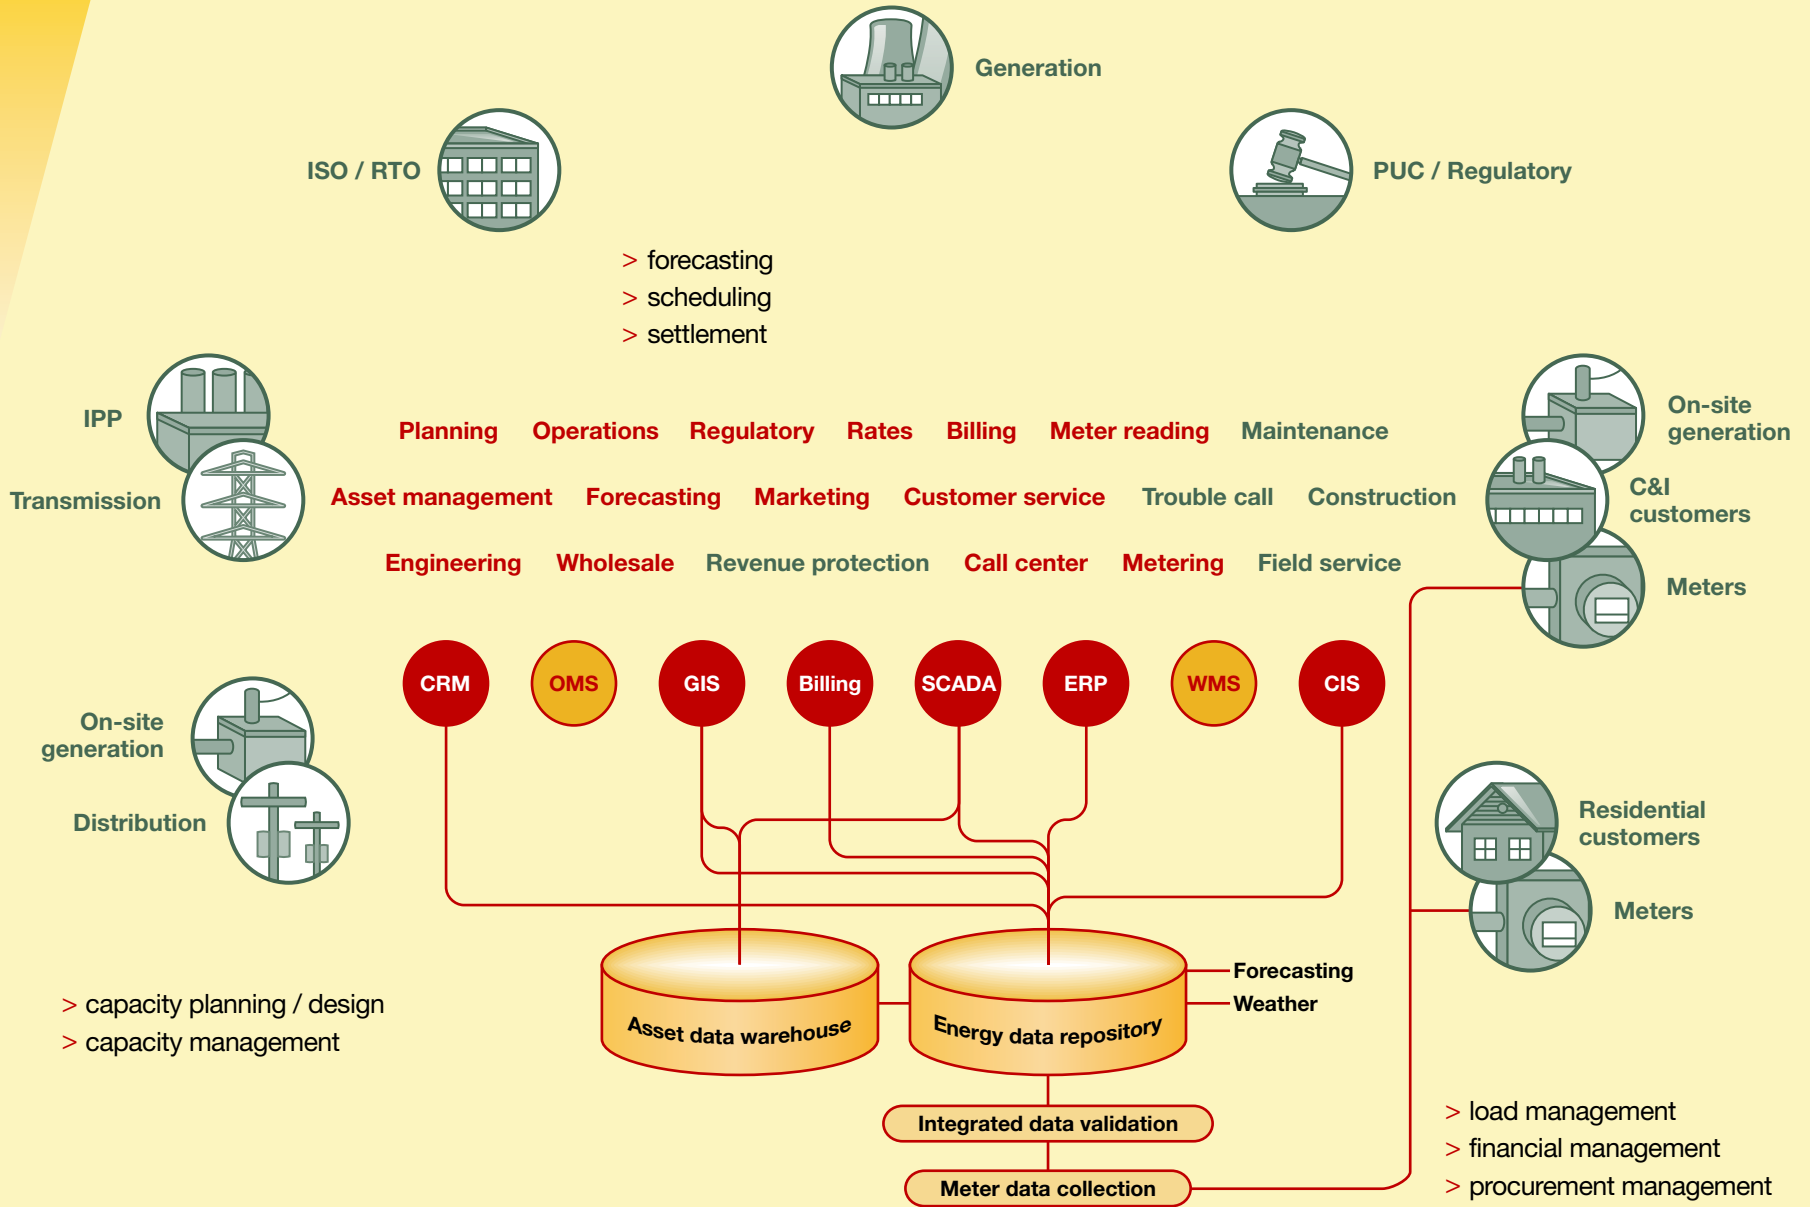 Generation
ISO / RTO
PUC / Regulatory
> forecasting
> scheduling
> settlement
IPP
Transmission
On-site
generation
C&I
customers
Meters
Planning Operations Regulatory Rates Billing Meter reading Maintenance
Asset management Forecasting Marketing Customer service Trouble call Construction
Engineering Wholesale Revenue protection Call center Metering Field service
CRM OMS GIS Billing SCADA ERP WMS CIS
On-site
generation
Distribution
Residential
customers
Meters
Forecasting
Weather
Asset data warehouse
Energy data repository
> capacity planning / design
> capacity management
Integrated data validation
Meter data collection
> load management
> financial management
> procurement management